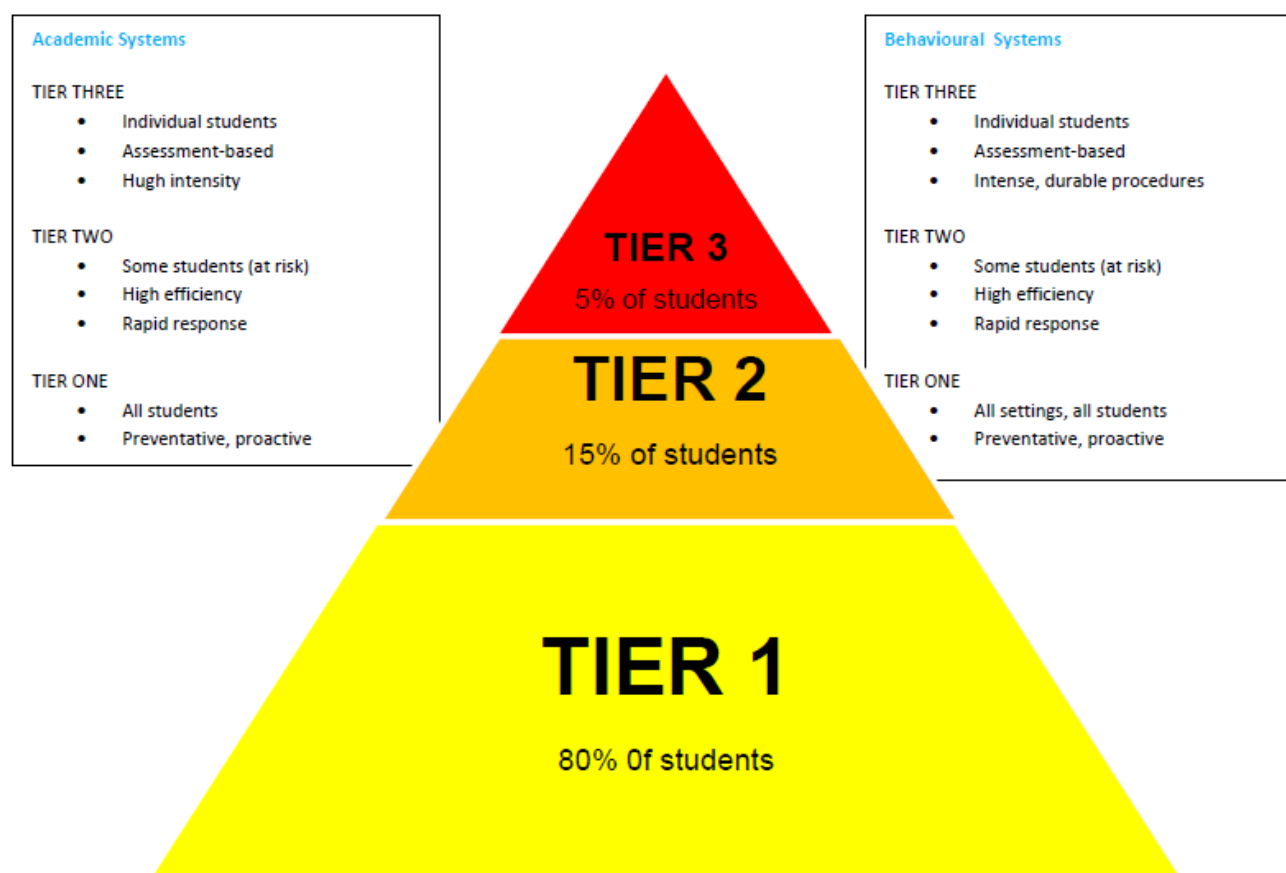 Academic Systems
TIER THREE
• Individual students
• Assessment-based
• Hugh intensity
TIER TWO
• Some students (at risk)
• High efficiency
• Rapid response
TIER ONE
• All students
• Preventative, proactive
TIER 3
5% of students
TIER 2
15% of students
TIER 1
80% 0f students
Behavioural Systems
TIER THREE
• Individual students
• Assessment-based
• Intense, durable procedures
TIER TWO
• Some students (at risk)
• High efficiency
• Rapid response
TIER ONE
• All settings, all students
• Preventative, proactive